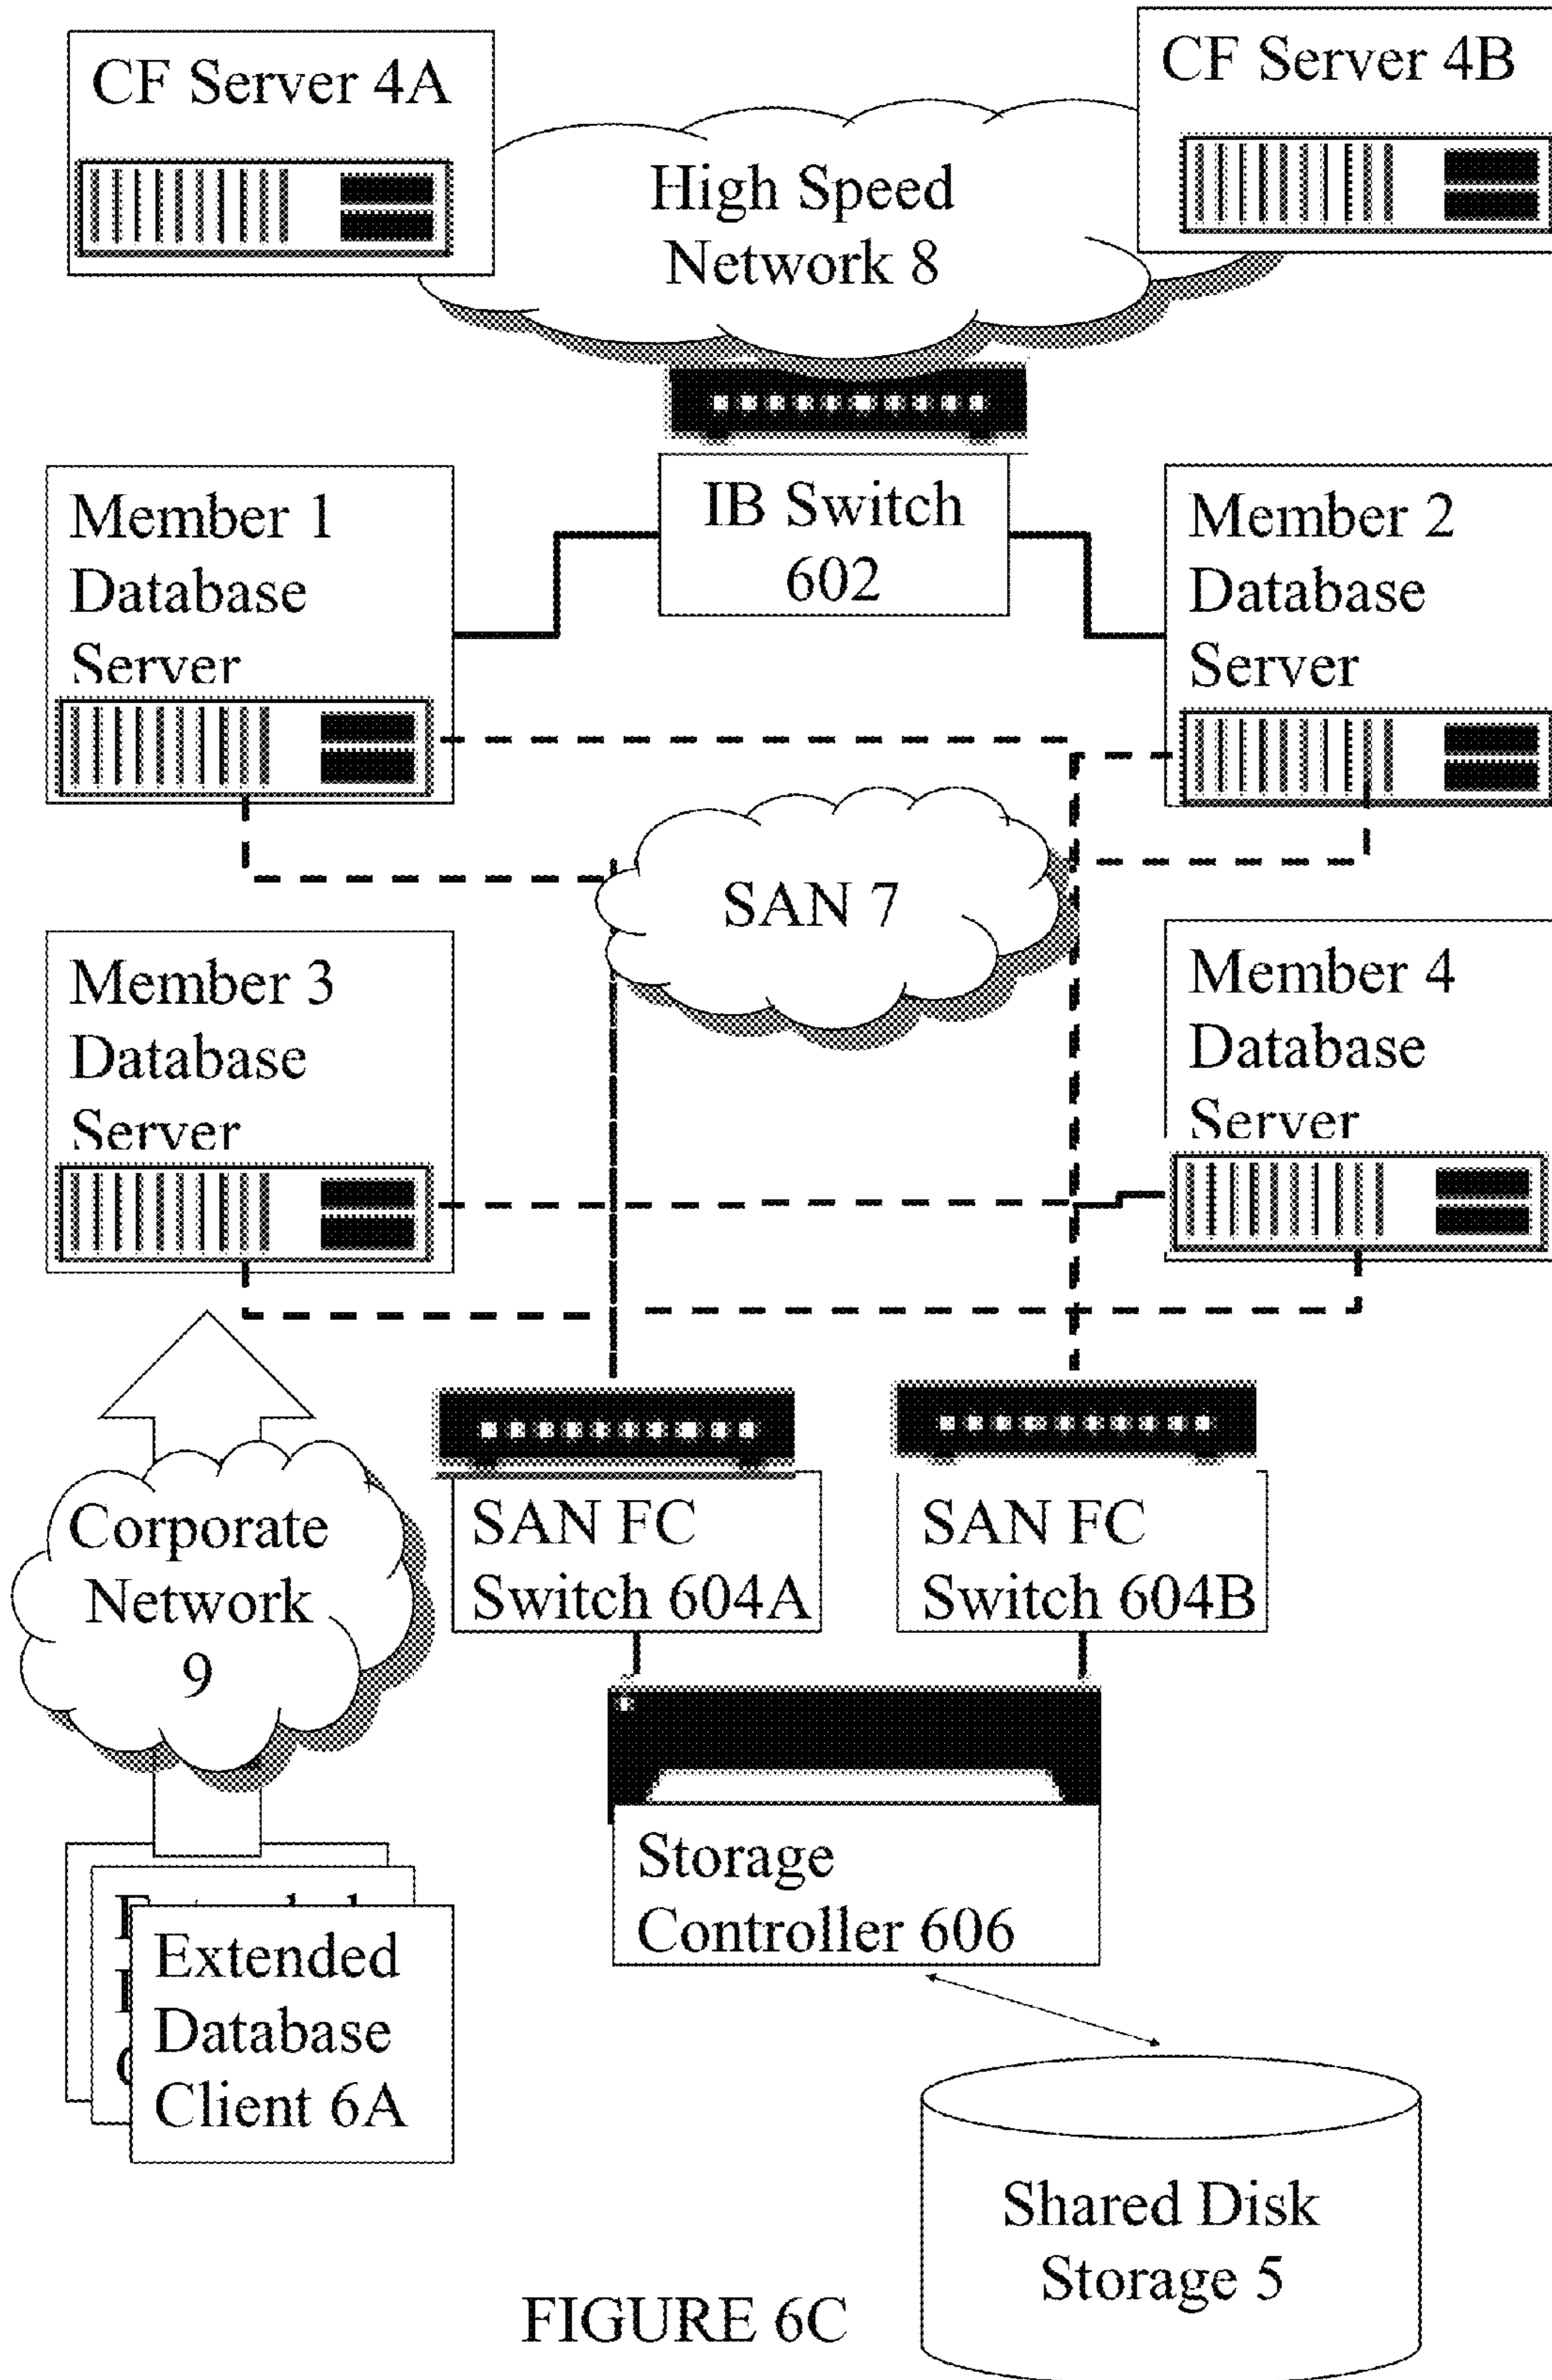 CF Server 4A
CF Server 4B
High Speed
Network 8
IB Switch
602
Member 1
Database
Server
Member 2
Database
Server
SAN 7
Member 3
Database
Server
Member 4
Database
Server
Corporate
Network
9
SAN FC
Switch 604A
SAN FC
Switch 604B
Storage
Controller 606
Extended
Database
Client 6A
Shared Disk
Storage 5
FIGURE 6C